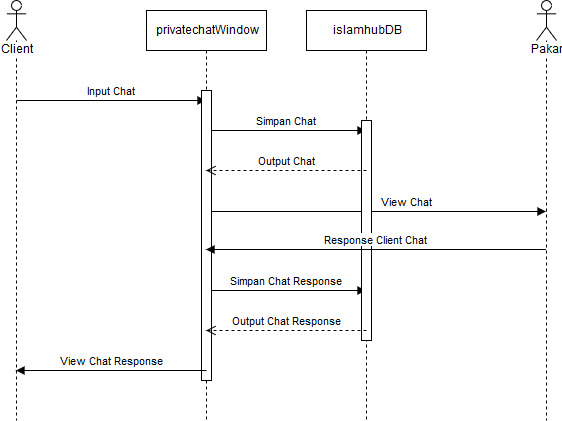 privatechatWindow
islamhubDB
Client
Pakar
Input Chat
Simpan Chat
Output Chat
View Chat
Response Client Chat
Simpan Chat Response
Output Chat Response
View Chat Response